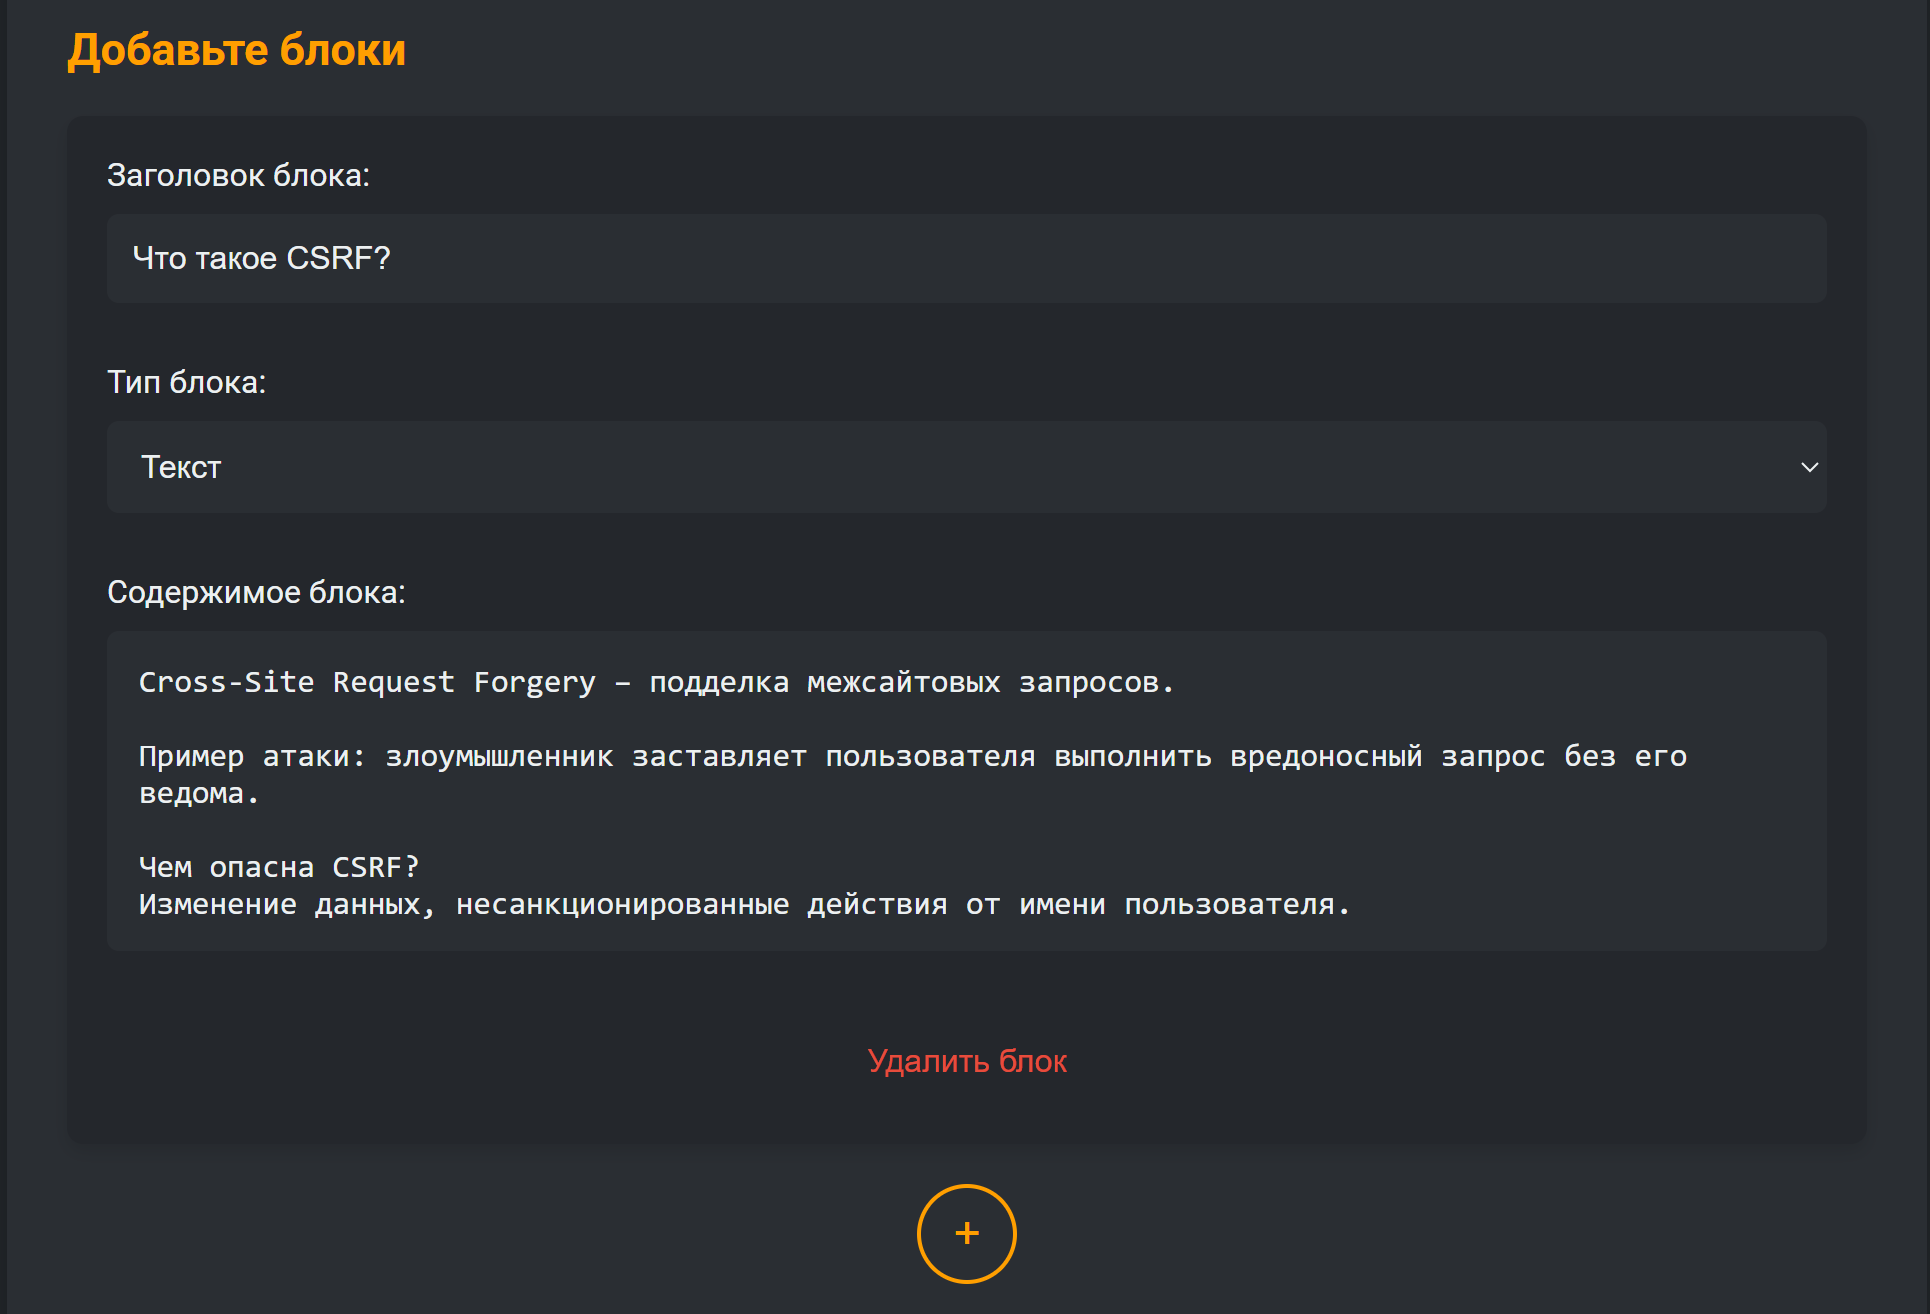 Добавьте блоки
Заголовок блока:
Что такое CSRF?
Тип блока:
Текст
Содержимое блока:
Cross-Site Request Forgery – подделка межсайтовых запросов.
Пример атаки: злоумышленник заставляет пользователя выполнить вредоносный запрос без его
ведома.
Чем опасна CSRF?
Изменение данных, несанкционированные действия от имени пользователя.
Удалить блок
+